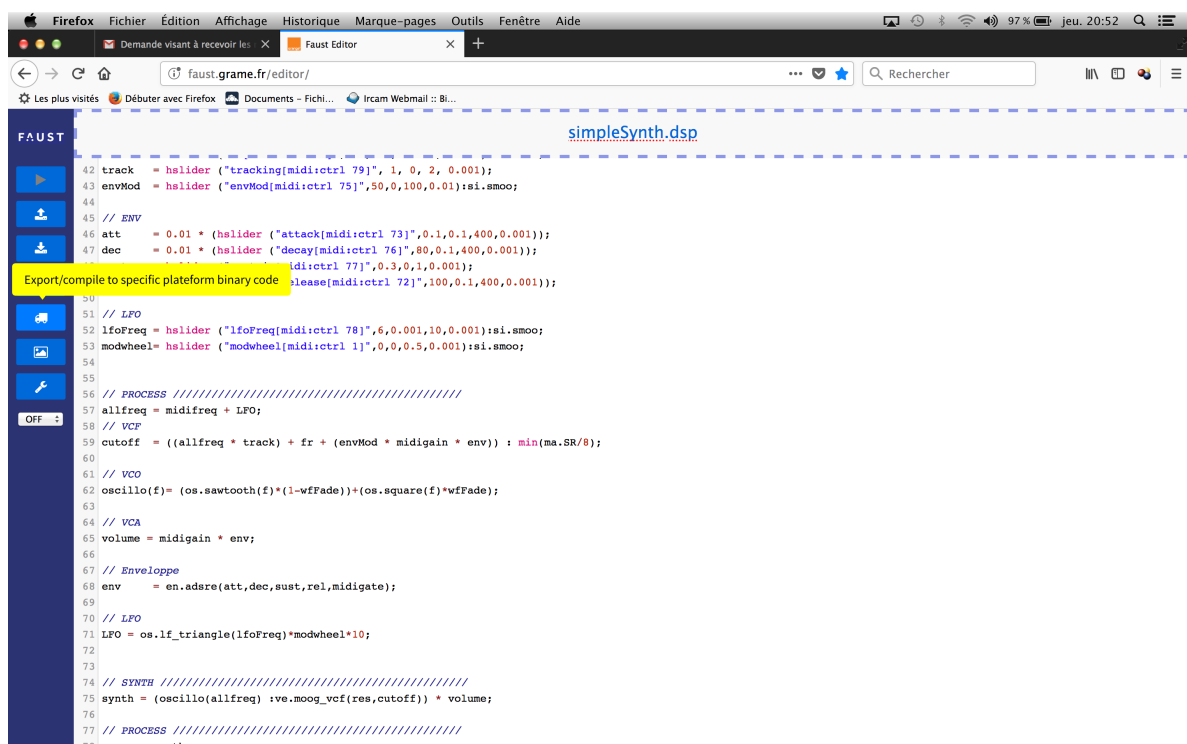 Firefox Fichier Édition Affichage Historique Marque-pages Outils Fenêtre Aide 97 % jeu. 20:52
Demande visant à recevoir les
Faust Editor
faust.grame.fr/editor/
Rechercher
Les plus visités Débuter avec Firefox Documents – Fichi... Ircam Webmail :: Bi...
FAUST
simpleSynth.dsp
42 track = hslider ("tracking[midi:ctrl 79]", 1, 0, 2, 0.001);
43 envMod = hslider ("envMod[midi:ctrl 75]",50,0,100,0.01):si.smoo;
44
45 // ENV
46 att = 0.01 * (hslider ("attack[midi:ctrl 73]",0.1,0.1,400,0.001));
47 dec = 0.01 * (hslider ("decay[midi:ctrl 76]",80,0.1,400,0.001));
idi:ctrl 77]",0.3,0,1,0.001);
Export/compile to specific plateform binary code
elease[midi:ctrl 72]",100,0.1,400,0.001));
50
51 // LFO
52 lfoFreq = hslider ("lfoFreq[midi:ctrl 78]",6,0.001,10,0.001):si.smoo;
53 modwheel= hslider ("modwheel[midi:ctrl 1]",0,0,0.5,0.001):si.smoo;
54
55
56 // PROCESS /////////////////////////////////////////////
57 allfreq = midifreq + LFO;
OFF
58 // VCF
59 cutoff = ((allfreq * track) + fr + (envMod * midigain * env)) : min(ma.SR/8);
60
61 // VCO
62 oscillo(f)= (os.sawtooth(f)*(1-wfFade))+(os.square(f)*wfFade);
63
64 // VCA
65 volume = midigain * env;
66
67 // Enveloppe
68 env = en.adsre(att,dec,sust,rel,midigate);
69
70 // LFO
71 LFO = os.lf_triangle(lfoFreq)*modwheel*10;
72
73
74 // SYNTH ////////////////////////////////////////////////
75 synth = (oscillo(allfreq) :ve.moog_vcf(res,cutoff)) * volume;
76
77 // PROCESS /////////////////////////////////////////////